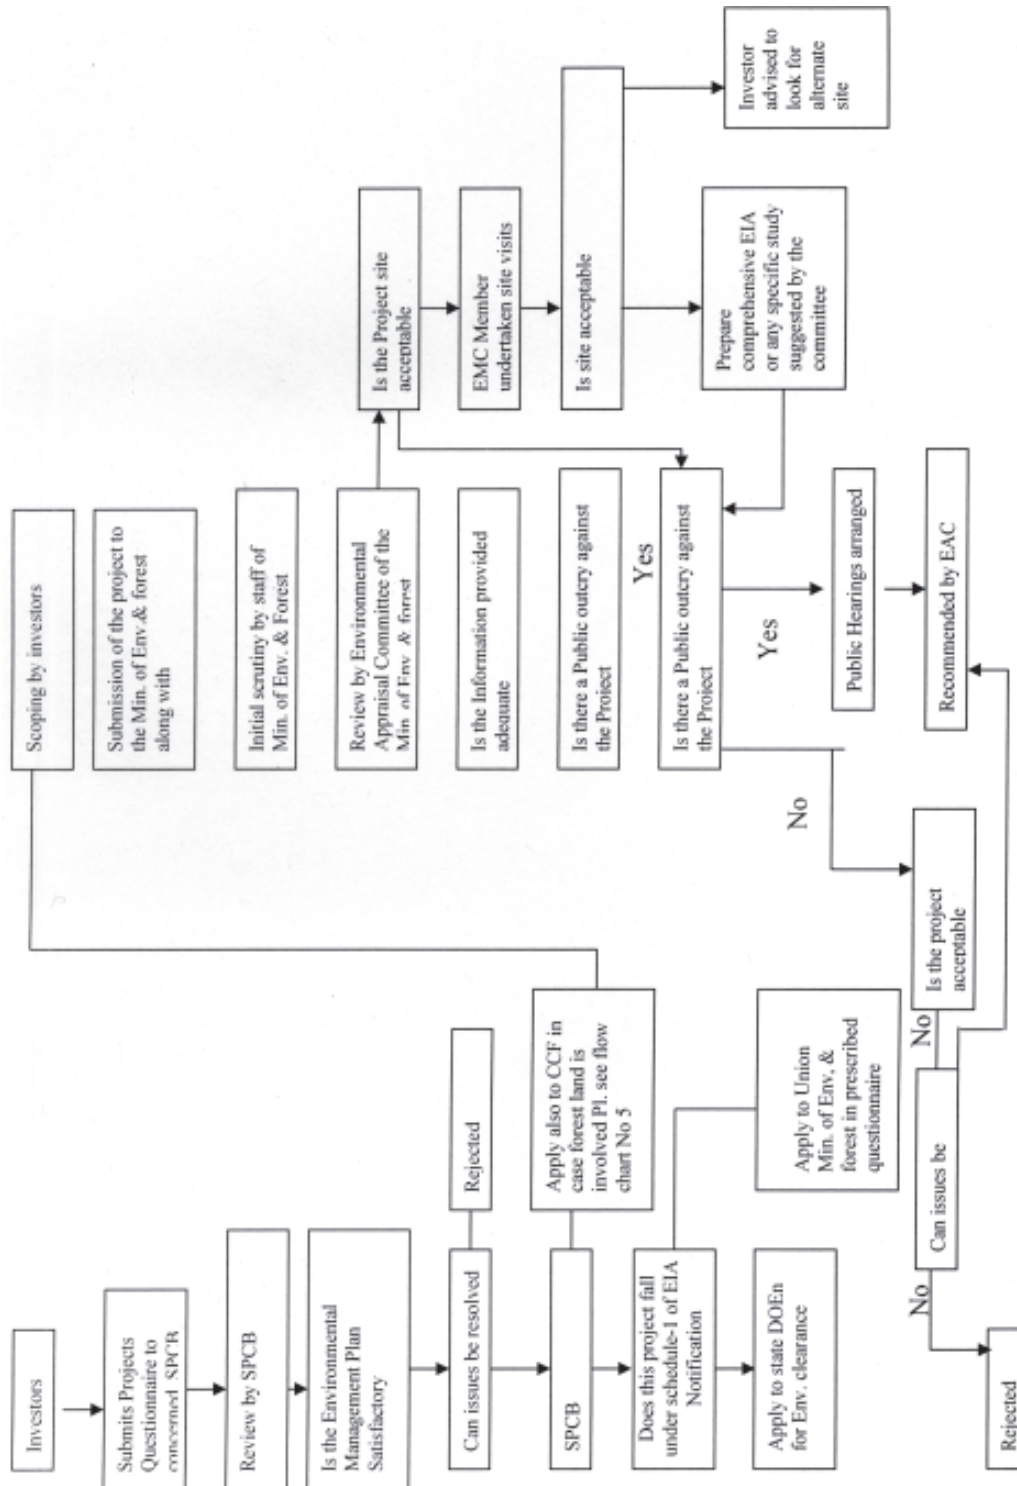 Investors
Submits Projects
Questionnaire to
concerned SPCB
Review by SPCB
Is the Environmental
Management Plan
Satisfactory
Can issues be resolved
Rejected
SPCB
Apply also to CCF in
case forest land is
involved Pl. see flow
chart No 5
Does this project fall
under schedule-1 of EIA
Notification
Apply to Union
Min. of Env, &
forest in prescribed
questionnaire
Apply to state DOEn
for Env. clearance
Scoping by investors
Submission of the project to
the Min. of Env.& forest
along with
Initial scrutiny by staff of
Min. of Env. & Forest
Review by Environmental
Appraisal Committee of the
Min of Env & forest
Is the Project site
acceptable
EMC Member
undertaken site visits
Is site acceptable
Investor
advised to
look for
alternate
site
Prepare
comprehensive EIA
or any specific study
suggested by the
committee
Is the Information provided
adequate
Is there a Public outcry against
the Project
Yes
Is there a Public outcry against
the Project
Yes
Public Hearings arranged
Recommended by EAC
No
Is the project
acceptable
No
Can issues be
No
Rejected